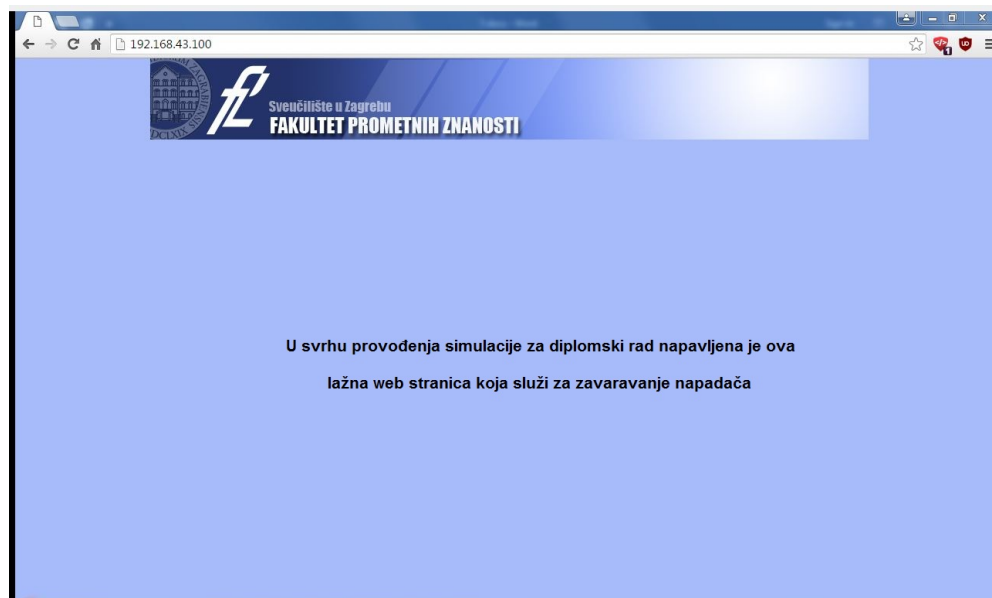 192.168.43.100
Sveučilište u Zagrebu
FAKULTET PROMETNIH ZNANOSTI
U svrhu provođenja simulacije za diplomski rad napavljena je ova
lažna web stranica koja služi za zavaravanje napadača